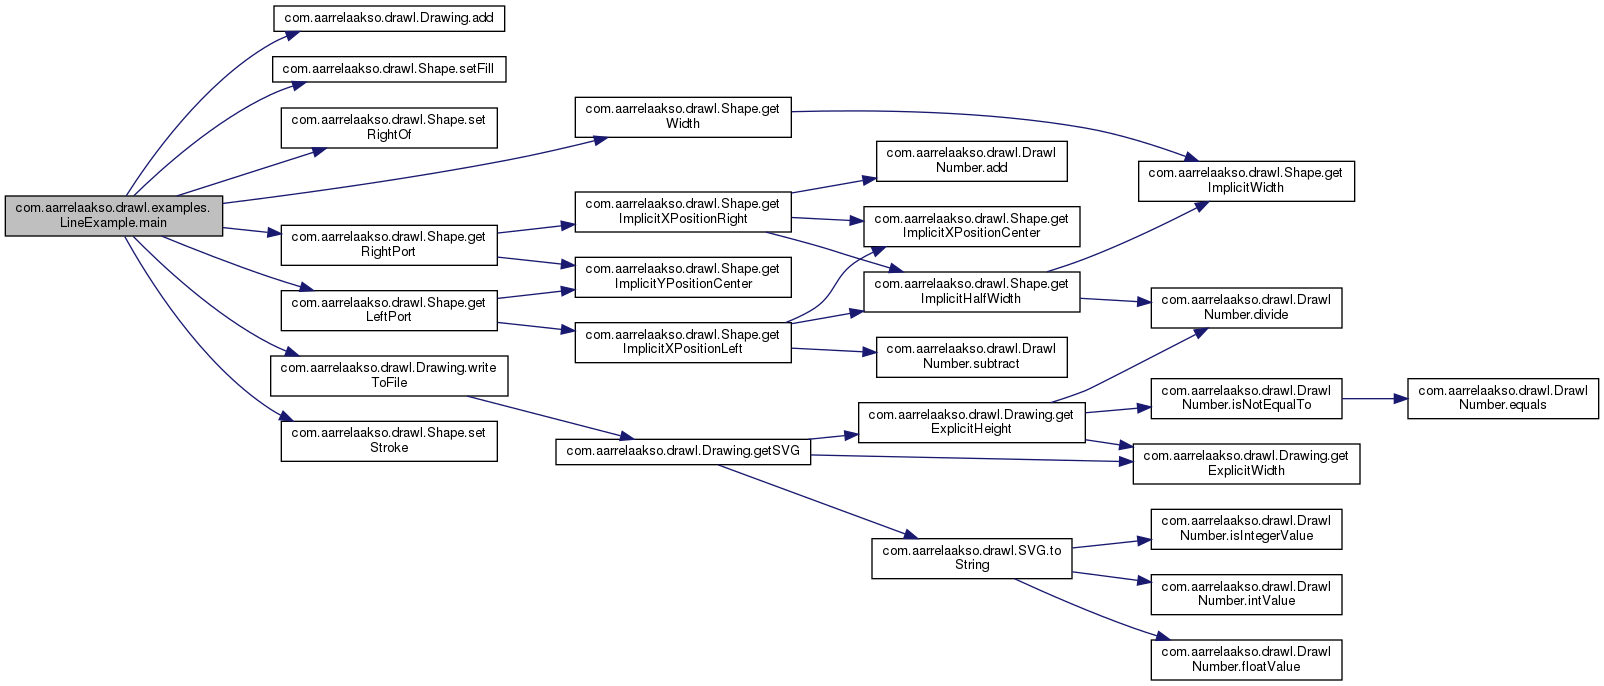 com.aarrelaakso.drawl.Drawing.add
com.aarrelaakso.drawl.Shape.setFill
com.aarrelaakso.drawl.Shape.set
RightOf
com.aarrelaakso.drawl.examples.
LineExample.main
com.aarrelaakso.drawl.Shape.get
RightPort
com.aarrelaakso.drawl.Shape.get
LeftPort
com.aarrelaakso.drawl.Drawing.write
ToFile
com.aarrelaakso.drawl.Shape.set
Stroke
com.aarrelaakso.drawl.Shape.get
Width
com.aarrelaakso.drawl.Shape.get
ImplicitXPositionRight
com.aarrelaakso.drawl.Shape.get
ImplicitYPositionCenter
com.aarrelaakso.drawl.Shape.get
ImplicitXPositionLeft
com.aarrelaakso.drawl.Drawing.getSVG
com.aarrelaakso.drawl.Drawl
Number.add
com.aarrelaakso.drawl.Shape.get
ImplicitXPositionCenter
com.aarrelaakso.drawl.Shape.get
ImplicitHalfWidth
com.aarrelaakso.drawl.Drawl
Number.subtract
com.aarrelaakso.drawl.Drawing.get
ExplicitHeight
com.aarrelaakso.drawl.SVG.to
String
com.aarrelaakso.drawl.Shape.get
ImplicitWidth
com.aarrelaakso.drawl.Drawl
Number.divide
com.aarrelaakso.drawl.Drawl
Number.isNotEqualTo
com.aarrelaakso.drawl.Drawing.get
ExplicitWidth
com.aarrelaakso.drawl.Drawl
Number.isIntegerValue
com.aarrelaakso.drawl.Drawl
Number.intValue
com.aarrelaakso.drawl.Drawl
Number.floatValue
com.aarrelaakso.drawl.Drawl
Number.equals